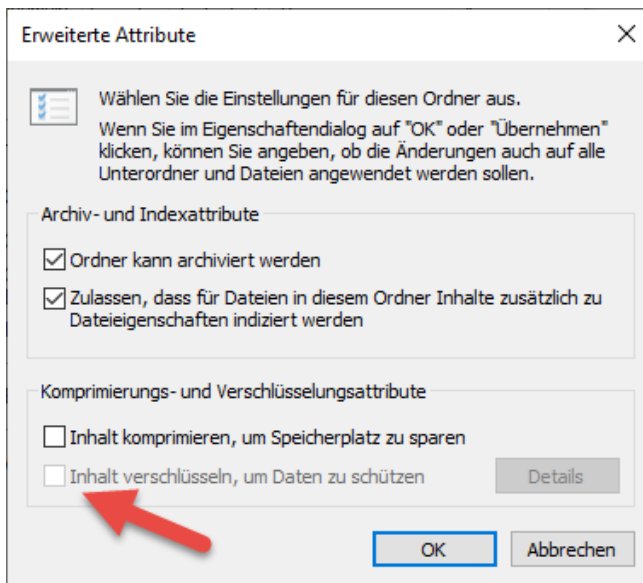 Erweiterte Attribute
Wählen Sie die Einstellungen für diesen Ordner aus.
Wenn Sie im Eigenschaftendialog auf "OK" oder "Übernehmen"
klicken, können Sie angeben, ob die Änderungen auch auf alle
Unterordner und Dateien angewendet werden sollen.
Archiv- und Indexattribute
Ordner kann archiviert werden
Zulassen, dass für Dateien in diesem Ordner Inhalte zusätzlich zu
Dateieigenschaften indiziert werden
Komprimierungs- und Verschlüsselungsattribute
Inhalt komprimieren, um Speicherplatz zu sparen
Inhalt verschlüsseln, um Daten zu schützen
Details
OK
Abbrechen